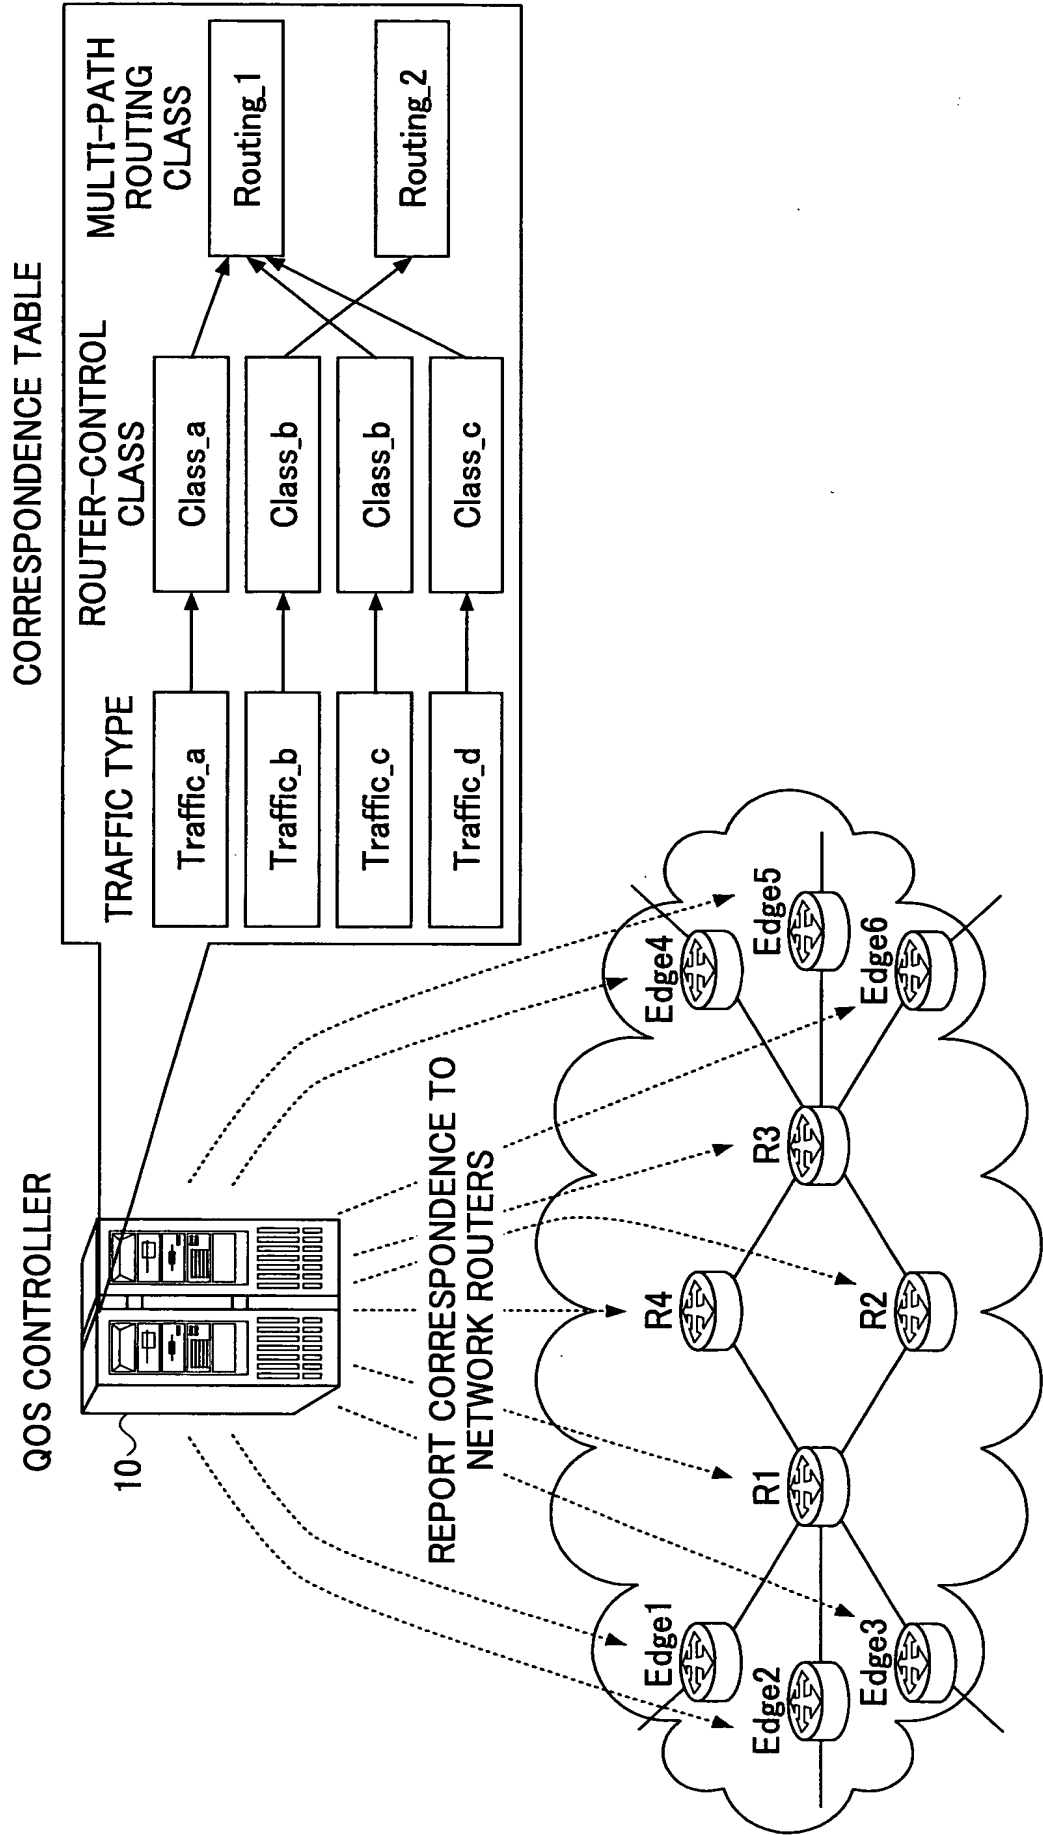 CORRESPONDENCE TABLE
QOS CONTROLLER
10
TRAFFIC TYPE
ROUTER-CONTROL
CLASS
MULTI-PATH
ROUTING
CLASS
Traffic_a
Class_a
Routing_1
Traffic_b
Class_b
Traffic_c
Class_b
Routing_2
Traffic_d
Class_c
REPORT CORRESPONDENCE TO
NETWORK ROUTERS
Edge1
R4
Edge4
Edge2
R1
R3
Edge5
Edge3
R2
Edge6